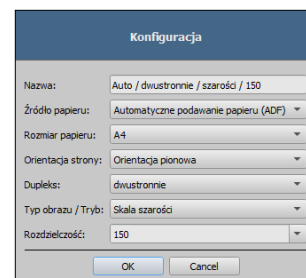 Konfiguracja
Nazwa: Auto / dwustronnie / szarości / 150
Źródło papieru: Automatyczne podawanie papieru (ADF)
Rozmiar papieru: A4
Orientacja strony: Orientacja pionowa
Dupleks: dwustronnie
Typ obrazu / Tryb: Skala szarości
Rozdzielczość: 150
OK Cancel